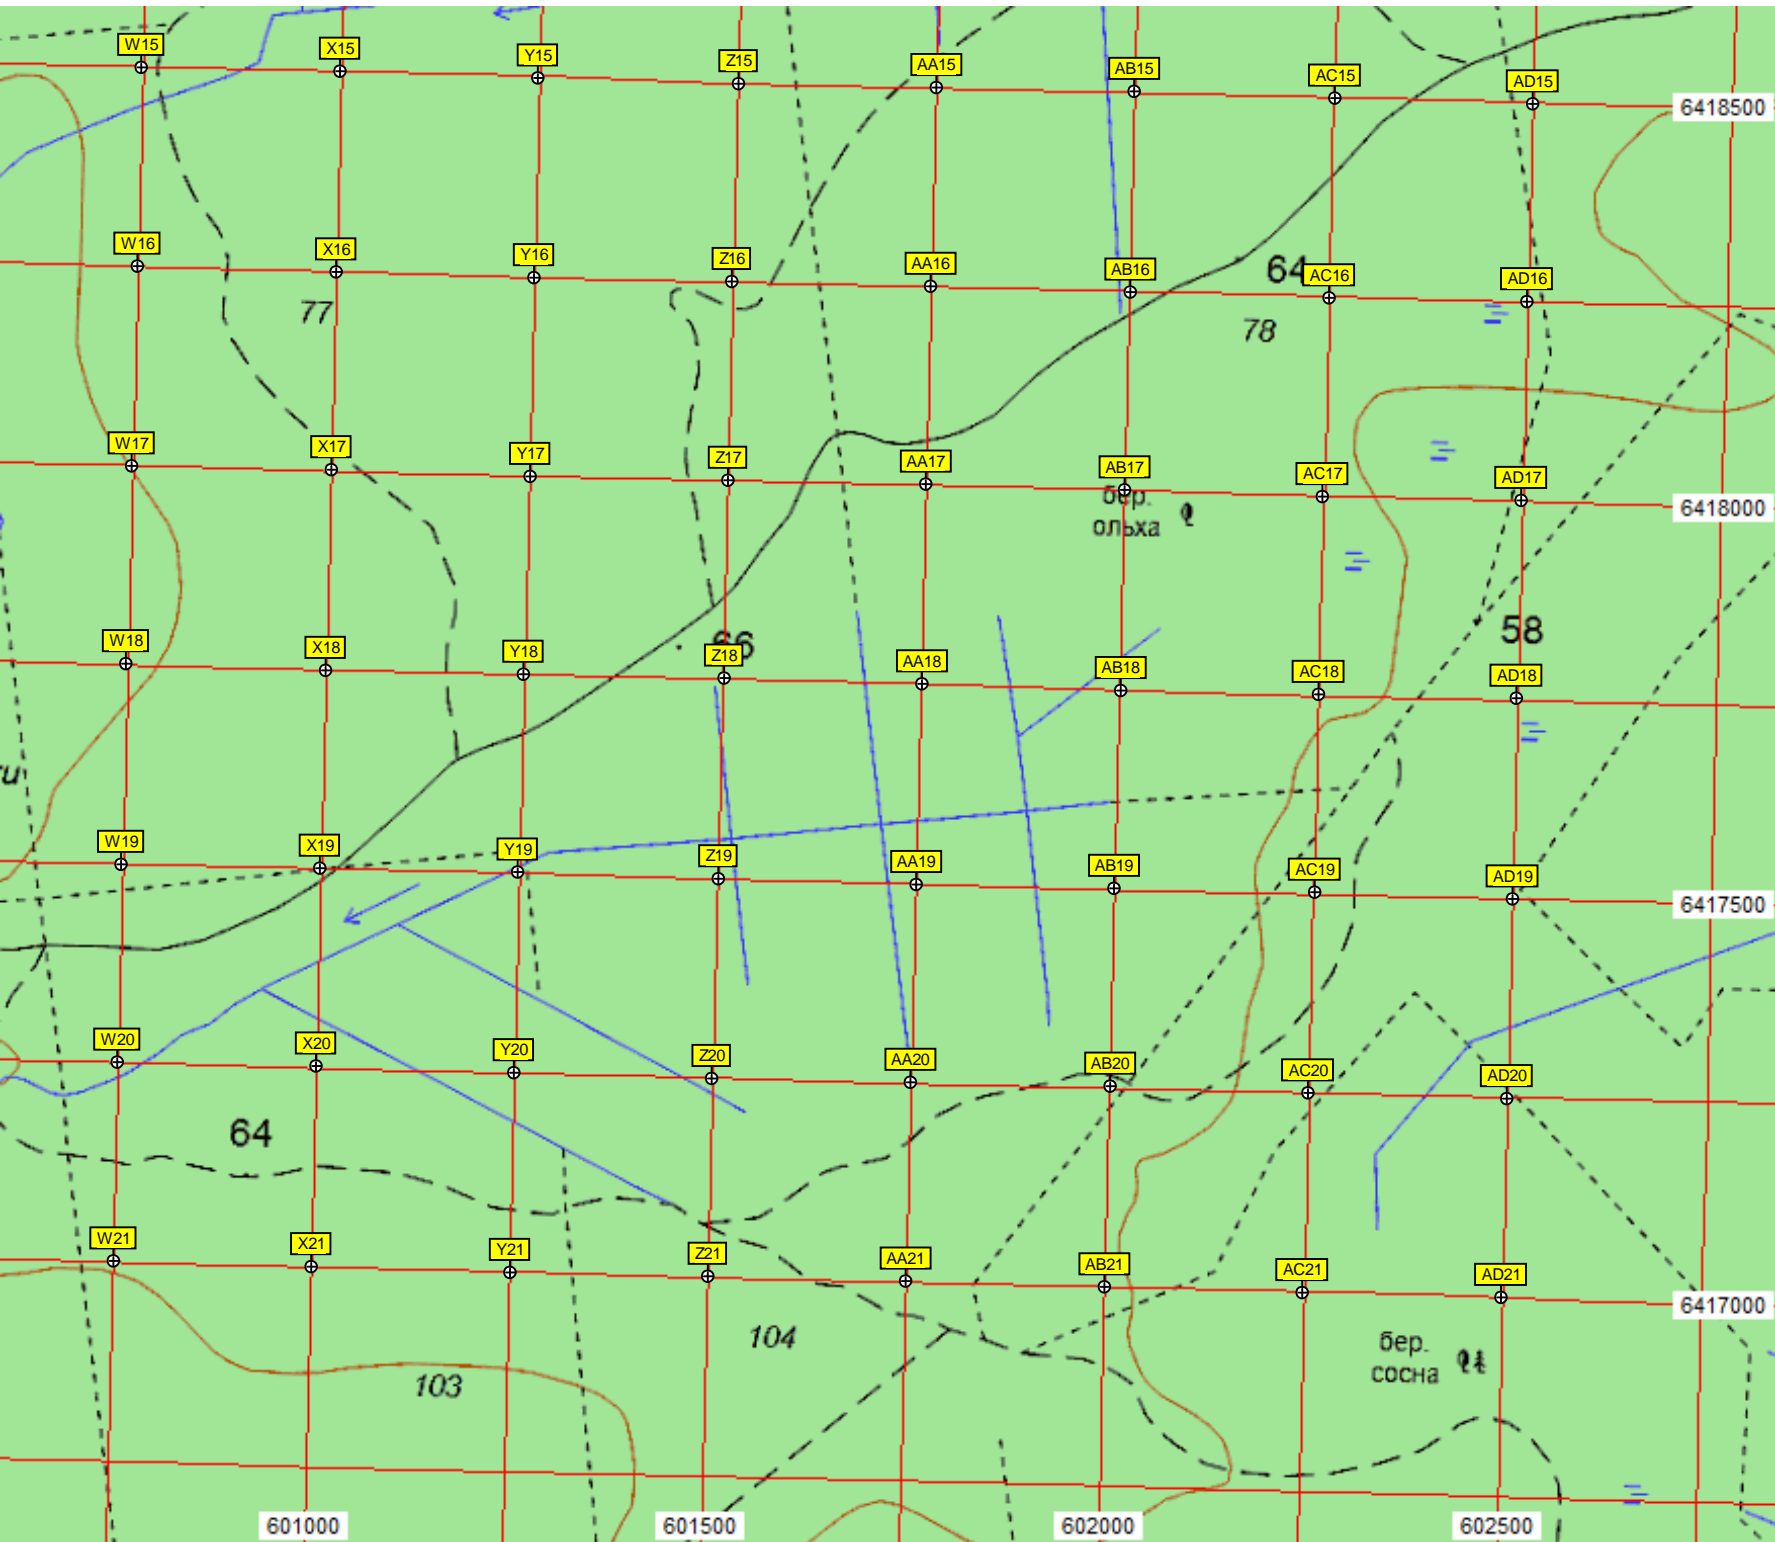 W15 X15 Y15 Z15 AA15 AB15 AC15 AD15
6418500
W16 X16 Y16 Z16 AA16 AB16 64 AC16 AD16
77 78
W17 X17 Y17 Z17 AA17 AB17 AC17 AD17
бер.
ольха
6418000
66 58
W18 X18 Y18 Z18 AA18 AB18 AC18 AD18
W19 X19 Y19 Z19 AA19 AB19 AC19 AD19
6417500
W20 X20 Y20 Z20 AA20 AB20 AC20 AD20
64
W21 X21 Y21 Z21 AA21 AB21 AC21 AD21
6417000
104
бер.
сосна
103
601000 601500 602000 602500